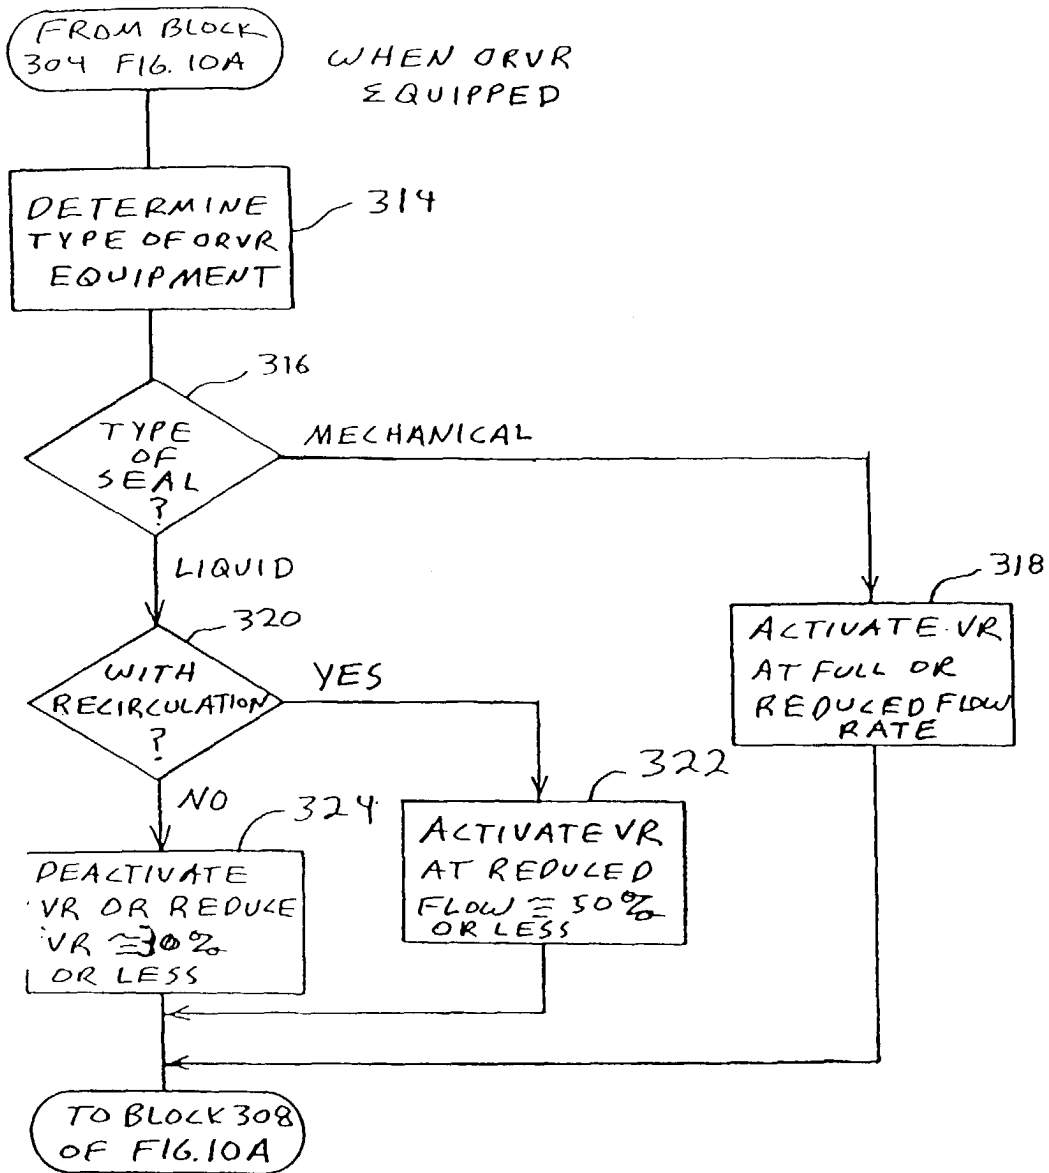 FROM BLOCK
304 FIG. 10A
WHEN ORVR
EQUIPPED
DETERMINE
TYPE OF ORVR
EQUIPMENT
314
316
TYPE
OF
SEAL
?
MECHANICAL
LIQUID
318
ACTIVATE VR
AT FULL OR
REDUCED FLOW
RATE
320
WITH
RECIRCULATION
?
YES
NO
322
ACTIVATE VR
AT REDUCED
FLOW ≅ 50%
OR LESS
324
DEACTIVATE
VR OR REDUCE
VR ≅ 30%
OR LESS
TO BLOCK 308
OF FIG. 10A